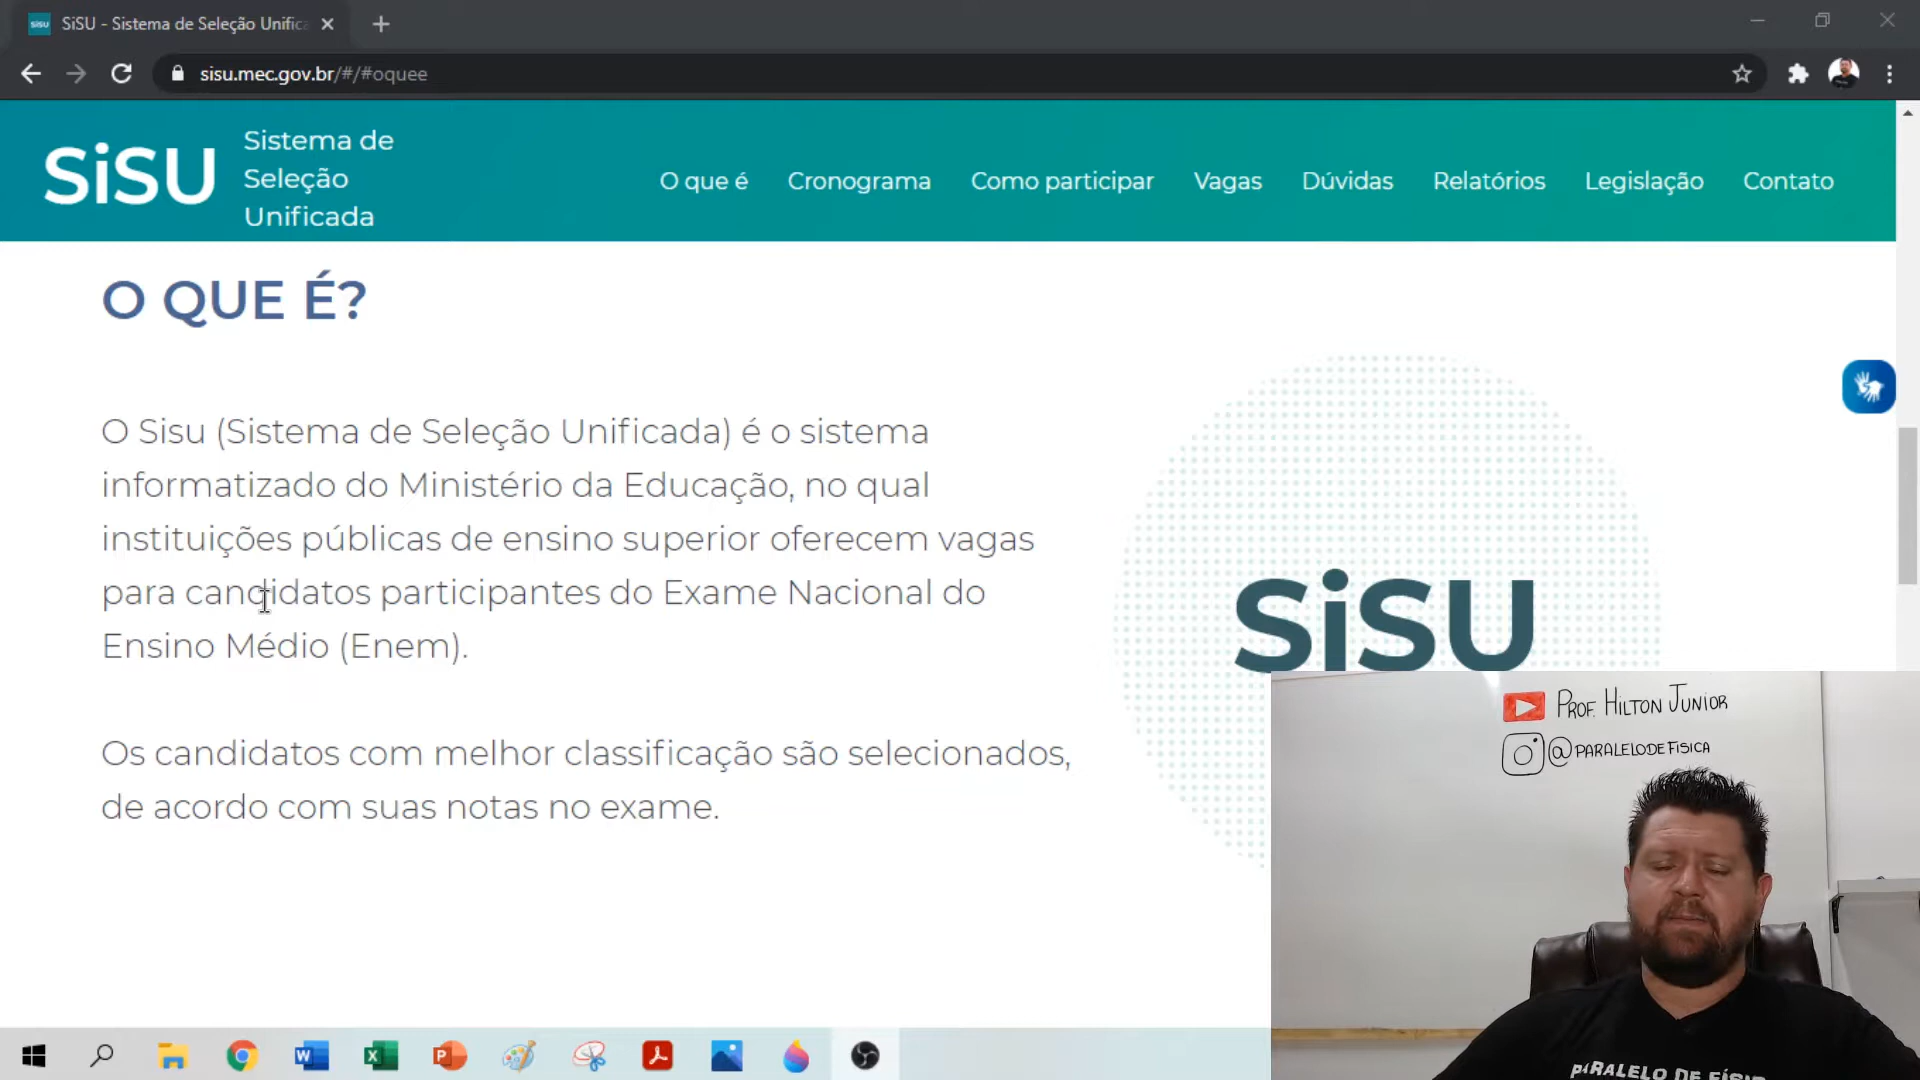 SiSU - Sistema de Seleção Unific
sisu.mec.gov.br/#/#oquee
SiSU
Sistema de
Seleção
Unificada
O que é
Cronograma
Como participar
Vagas
Dúvidas
Relatórios
Legislação
Contato
O QUE É?
O Sisu (Sistema de Seleção Unificada) é o sistema
informatizado do Ministério da Educação, no qual
instituições públicas de ensino superior oferecem vagas
para candidatos participantes do Exame Nacional do
Ensino Médio (Enem).
Os candidatos com melhor classificação são selecionados,
de acordo com suas notas no exame.
SiSU
PROF. HILTON JUNIOR
@PARALELODEFISICA
PARALELO DE FÍSI